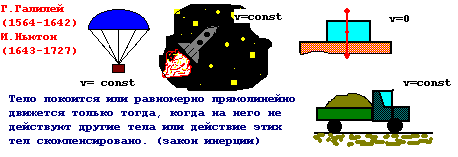 Г.Галилей
(1564-1642)
И.Ньютон
(1643-1727)
v= const
v=const
v=0
v=const
Тело покоится или равномерно прямолинейно
движется только тогда, когда на него не
действуют другие тела или действие этих
тел скомпенсировано. (закон инерции)